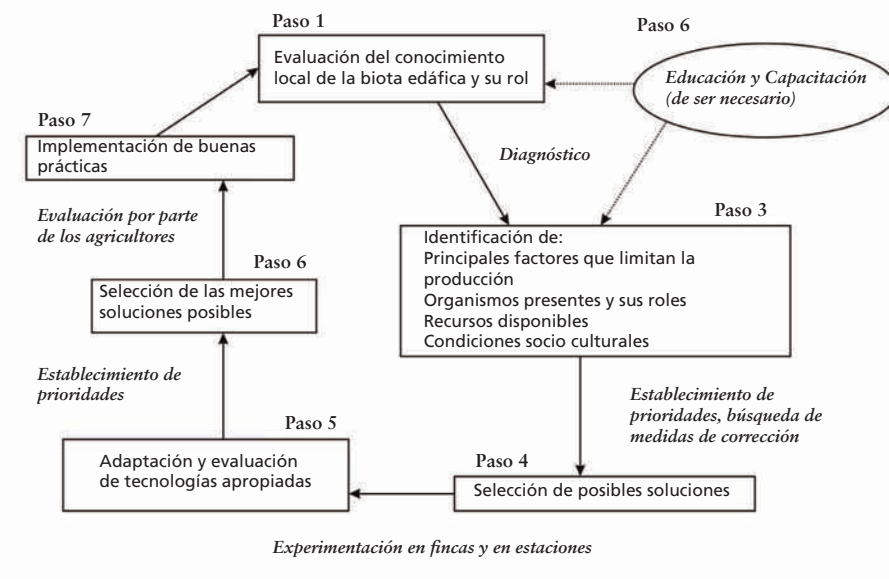 Paso 1
Evaluación del conocimiento
local de la biota edáfica y su rol
Paso 6
Educación y Capacitación
(de ser necesario)
Diagnóstico
Paso 3
Identificación de:
Principales factores que limitan la
producción
Organismos presentes y sus roles
Recursos disponibles
Condiciones socio culturales
Establecimiento de
prioridades, búsqueda de
medidas de corrección
Paso 4
Selección de posibles soluciones
Experimentación en fincas y en estaciones
Paso 5
Adaptación y evaluación
de tecnologías apropiadas
Establecimiento de
prioridades
Paso 6
Selección de las mejores
soluciones posibles
Evaluación por parte
de los agricultores
Paso 7
Implementación de buenas
prácticas